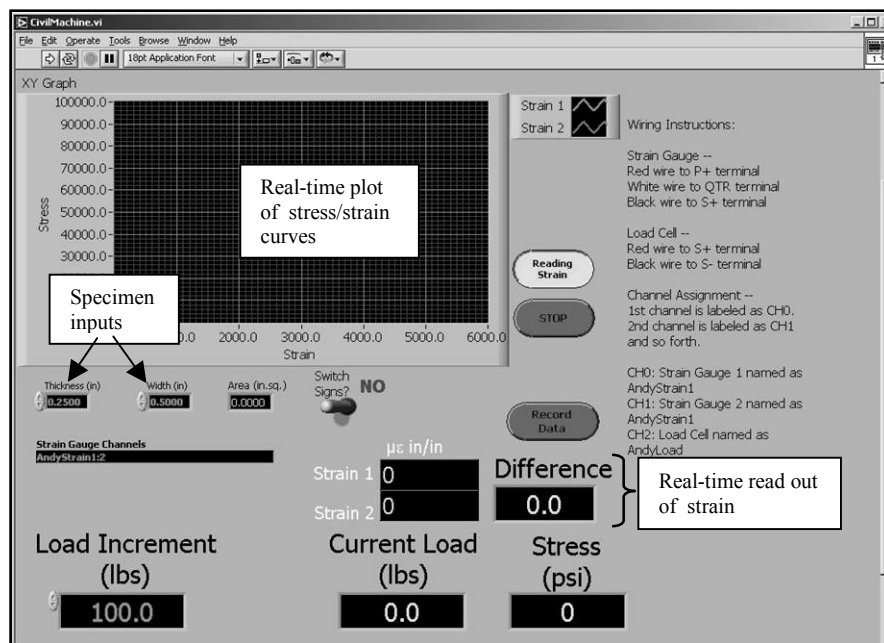 CivilMachine.vi
File Edit Operate Tools Browse Window Help
18pt Application Font
1
XY Graph
Stress
100000.0
90000.0
80000.0
70000.0
60000.0
50000.0
40000.0
30000.0
2000.0 3000.0 4000.0 5000.0 6000.0
Strain
Real-time plot
of stress/strain
curves
Specimen
inputs
Strain 1
Strain 2
Reading
Strain
STOP
Record
Data
Wiring Instructions:
Strain Gauge --
Red wire to P+ terminal
White wire to QTR terminal
Black wire to S+ terminal
Load Cell --
Red wire to S+ terminal
Black wire to S- terminal
Channel Assignment --
1st channel is labeled as CH0.
2nd channel is labeled as CH1
and so forth.
CH0: Strain Gauge 1 named as
AndyStrain1
CH1: Strain Gauge 2 named as
AndyStrain1
CH2: Load Cell named as
AndyLoad
Thickness (in)
0.2500
Width (in)
0.5000
Area (in.sq.)
0.0000
Switch
Signs?
NO
Strain Gauge Channels
AndyStrain1:2
µε in/in
Strain 1 0
Strain 2 0
Difference
0.0
Real-time read out
of strain
Load Increment
(lbs)
100.0
Current Load
(lbs)
0.0
Stress
(psi)
0